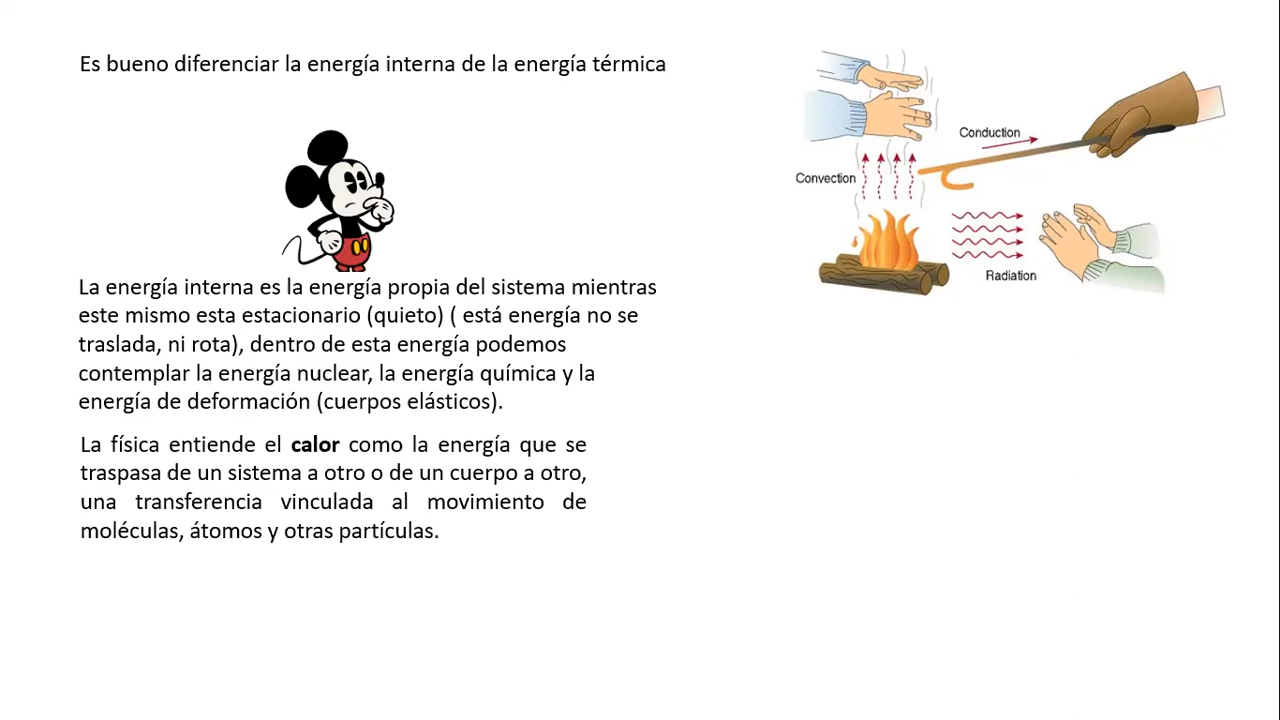 Es bueno diferenciar la energía interna de la energía térmica
La energía interna es la energía propia del sistema mientras
este mismo esta estacionario (quieto) ( está energía no se
traslada, ni rota), dentro de esta energía podemos
contemplar la energía nuclear, la energía química y la
energía de deformación (cuerpos elásticos).
La física entiende el calor como la energía que se
traspasa de un sistema a otro o de un cuerpo a otro,
una transferencia vinculada al movimiento de
moléculas, átomos y otras partículas.
Conduction
Convection
Radiation